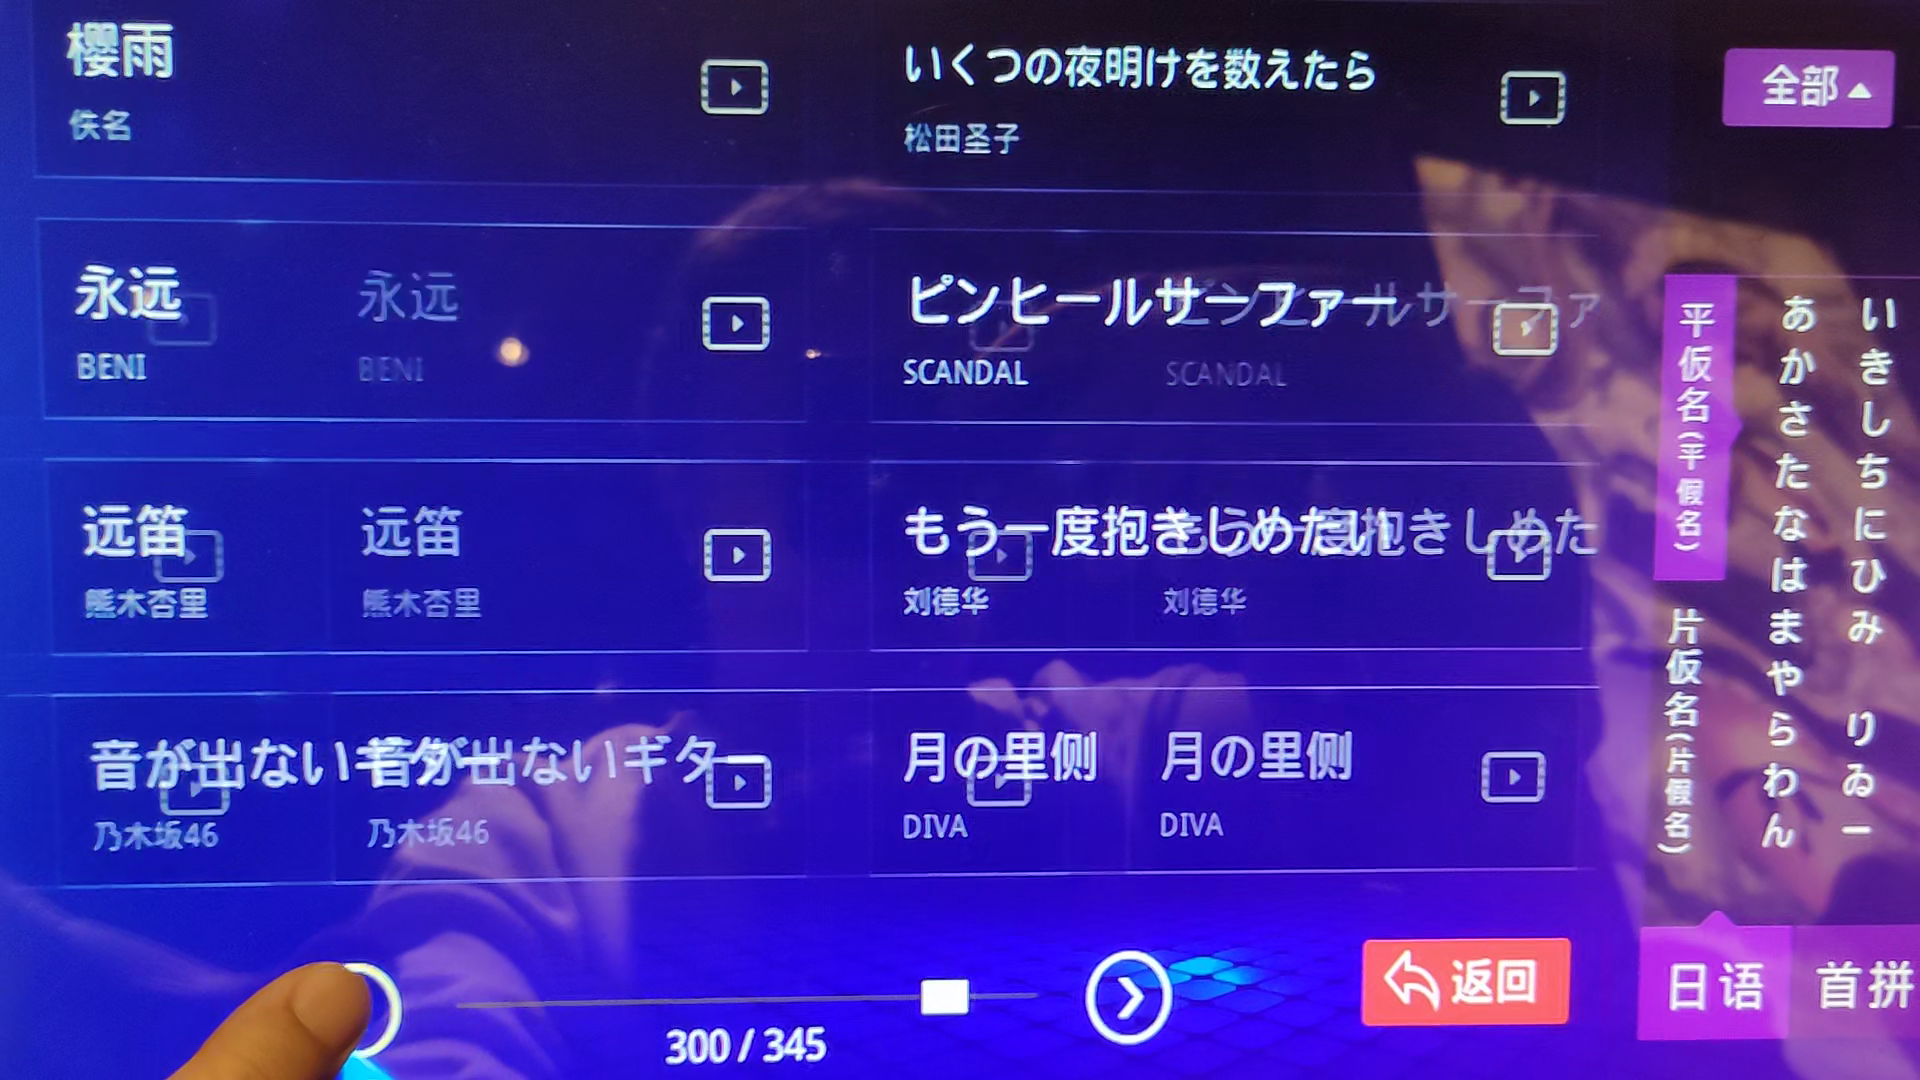 櫻雨
佚名
いくつの夜明けを数えたら
松田圣子
全部
永远
BENI
永远
BENI
ピンヒールサーファー
SCANDAL
ピンヒールサーファ
SCANDAL
远笛
熊木杏里
远笛
熊木杏里
もう一度抱きしめたい
刘德华
もう一度抱きしめた
刘德华
音が出ないギター
乃木坂46
音が出ないギター
乃木坂46
月の里侧
DIVA
月の里侧
DIVA
平仮名(平假名)
片仮名(片假名)
あかさたなはまやらわん
いきしちにひみ りゐー
300 / 345
返回
日语
首拼